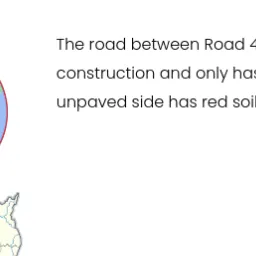 The road between Road 4
construction and only has
unpaved side has red soil